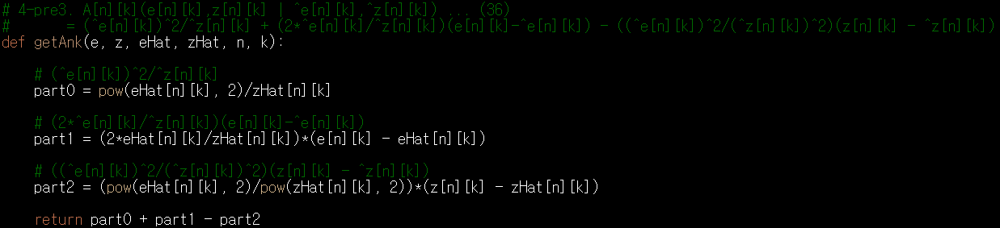 # 4-pre3. A[n][k](e[n][k],z[n][k] | ^e[n][k],^z[n][k]) ... (36)
#      = (^e[n][k])^2/^z[n][k] + (2*^e[n][k]/^z[n][k])(e[n][k]-^e[n][k]) - ((^e[n][k])^2/(^z[n][k])^2)(z[n][k] - ^z[n][k])
def getAnk(e, z, eHat, zHat, n, k):
    # (^e[n][k])^2/^z[n][k]
    part0 = pow(eHat[n][k], 2)/zHat[n][k]
    # (2*^e[n][k]/^z[n][k])(e[n][k]-^e[n][k])
    part1 = (2*eHat[n][k]/zHat[n][k])*(e[n][k] - eHat[n][k])
    # ((^e[n][k])^2/(^z[n][k])^2)(z[n][k] - ^z[n][k])
    part2 = (pow(eHat[n][k], 2)/pow(zHat[n][k], 2))*(z[n][k] - zHat[n][k])
    return part0 + part1 - part2